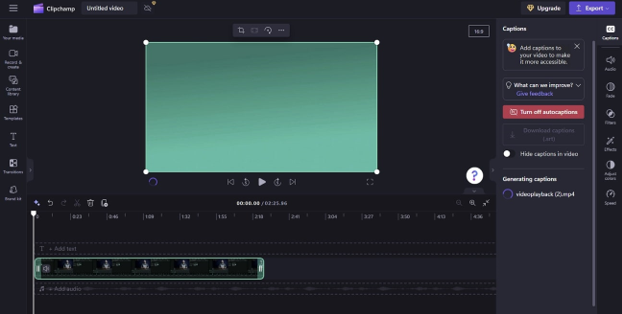 Clipchamp
Untitled video
Upgrade
Export
Your media
Record & create
Content library
Templates
Text
Transitions
Brand kit
16:9
Captions
Add captions to
your video to make
it more accessible.
What can we improve?
Give feedback
Turn off autocaptions
Download captions
Hide captions in video
Generating captions
videoplayback (2).mp4
Captions
Audio
Fade
Filters
Effects
Adjust colors
Speed
?
00:00.00 /
0:23
0:46
1:09
1:32
1:55
2:18
2:41
3:04
3:27
3:50
4:13
4:36
T + Add text
+ Add audio